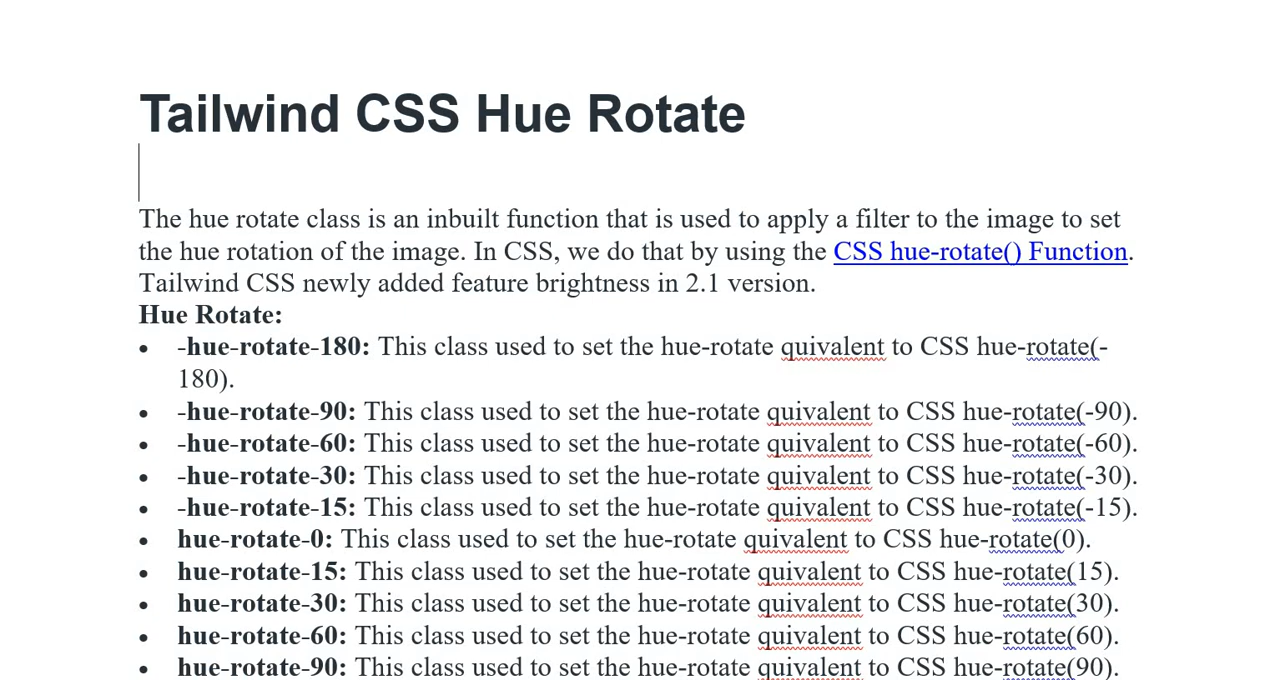 Tailwind CSS Hue Rotate
The hue rotate class is an inbuilt function that is used to apply a filter to the image to set
the hue rotation of the image. In CSS, we do that by using the CSS hue-rotate() Function.
Tailwind CSS newly added feature brightness in 2.1 version.
Hue Rotate:
• -hue-rotate-180: This class used to set the hue-rotate quivalent to CSS hue-rotate(-
180).
• -hue-rotate-90: This class used to set the hue-rotate quivalent to CSS hue-rotate(-90).
• -hue-rotate-60: This class used to set the hue-rotate quivalent to CSS hue-rotate(-60).
• -hue-rotate-30: This class used to set the hue-rotate quivalent to CSS hue-rotate(-30).
• -hue-rotate-15: This class used to set the hue-rotate quivalent to CSS hue-rotate(-15).
• hue-rotate-0: This class used to set the hue-rotate quivalent to CSS hue-rotate(0).
• hue-rotate-15: This class used to set the hue-rotate quivalent to CSS hue-rotate(15).
• hue-rotate-30: This class used to set the hue-rotate quivalent to CSS hue-rotate(30).
• hue-rotate-60: This class used to set the hue-rotate quivalent to CSS hue-rotate(60).
• hue-rotate-90: This class used to set the hue-rotate quivalent to CSS hue-rotate(90).